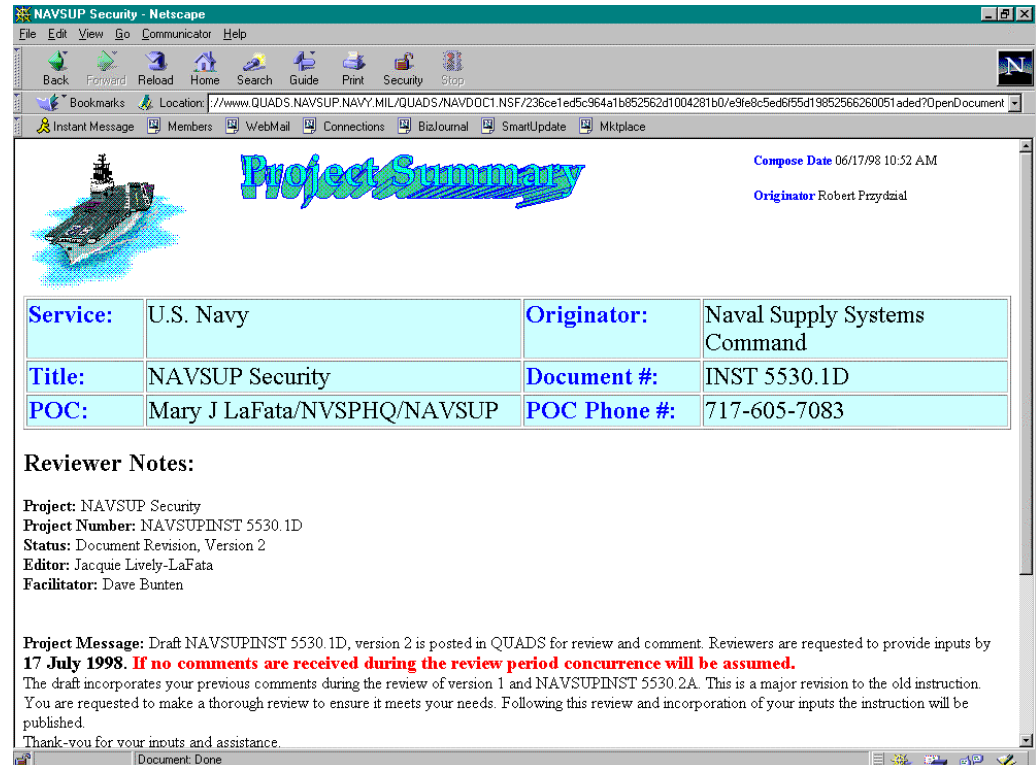 NAVSUP Security - Netscape
File Edit View Go Communicator Help
Back Forward Reload Home Search Guide Print Security Stop
N
Bookmarks Location: ://www.QUADS.NAVSUP.NAVY.MIL/QUADS/NAVDOC1.NSF/236ce1ed5c964a1b852562d1004281b0/e9fe8c5ed6f55d19852566260051aded?OpenDocument
Instant Message Members WebMail Connections BizJournal SmartUpdate Mktplace
Project Summary
Compose Date 06/17/98 10:52 AM
Originator Robert Przydzial
Service: U.S. Navy Originator: Naval Supply Systems
Command
Title: NAVSUP Security Document #: INST 5530.1D
POC: Mary J LaFata/NVSPHQ/NAVSUP POC Phone #: 717-605-7083
Reviewer Notes:
Project: NAVSUP Security
Project Number: NAVSUPINST 5530.1D
Status: Document Revision, Version 2
Editor: Jacquie Lively-LaFata
Facilitator: Dave Bunten
Project Message: Draft NAVSUPINST 5530.1D, version 2 is posted in QUADS for review and comment. Reviewers are requested to provide inputs by
17 July 1998. If no comments are received during the review period concurrence will be assumed.
The draft incorporates your previous comments during the review of version 1 and NAVSUPINST 5530.2A. This is a major revision to the old instruction.
You are requested to make a thorough review to ensure it meets your needs. Following this review and incorporation of your inputs the instruction will be
published.
Thank-you for your inputs and assistance.
Document: Done